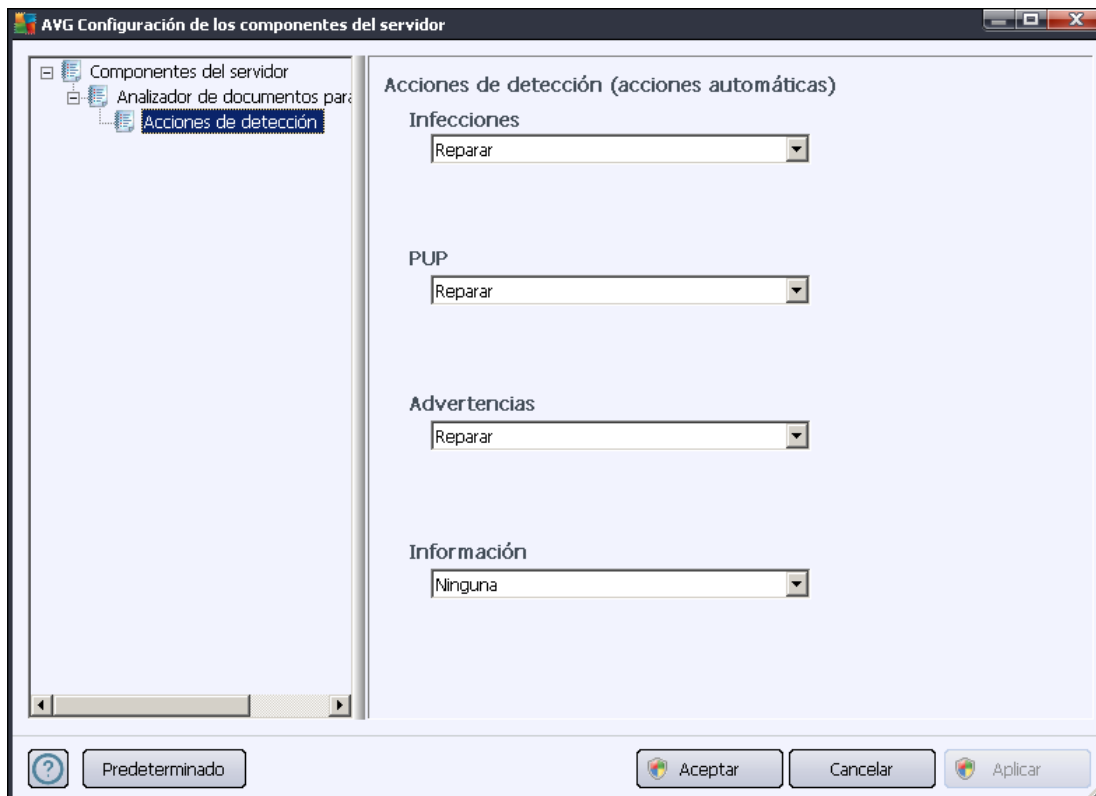 AVG Configuración de los componentes del servidor
Componentes del servidor
Analizador de documentos para
Acciones de detección
Acciones de detección (acciones automáticas)
Infecciones
Reparar
PUP
Reparar
Advertencias
Reparar
Información
Ninguna
Predeterminado
Aceptar
Cancelar
Aplicar